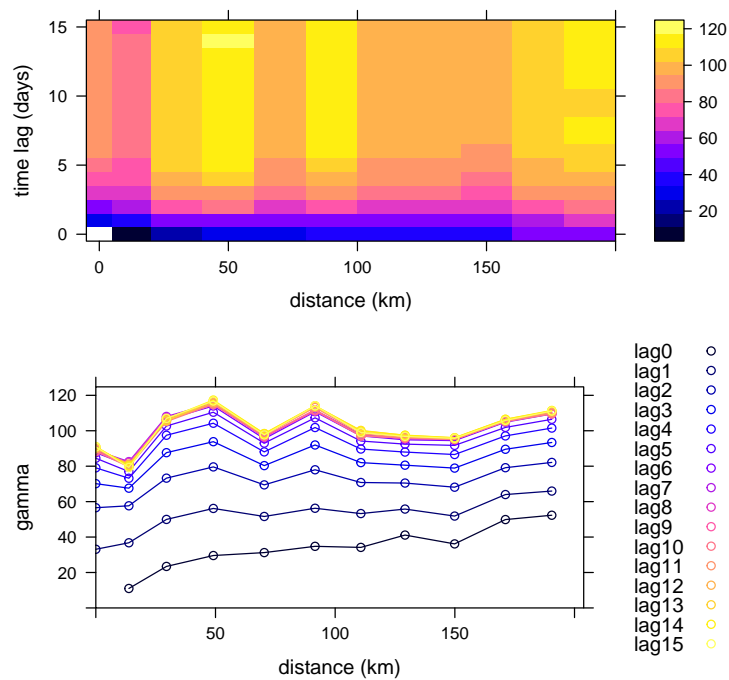 15
10
5
0
time lag (days)
0
50
100
150
distance (km)
120
100
80
60
40
20
120
100
80
60
40
20
gamma
50
100
150
distance (km)
lag0
lag1
lag2
lag3
lag4
lag5
lag6
lag7
lag8
lag9
lag10
lag11
lag12
lag13
lag14
lag15